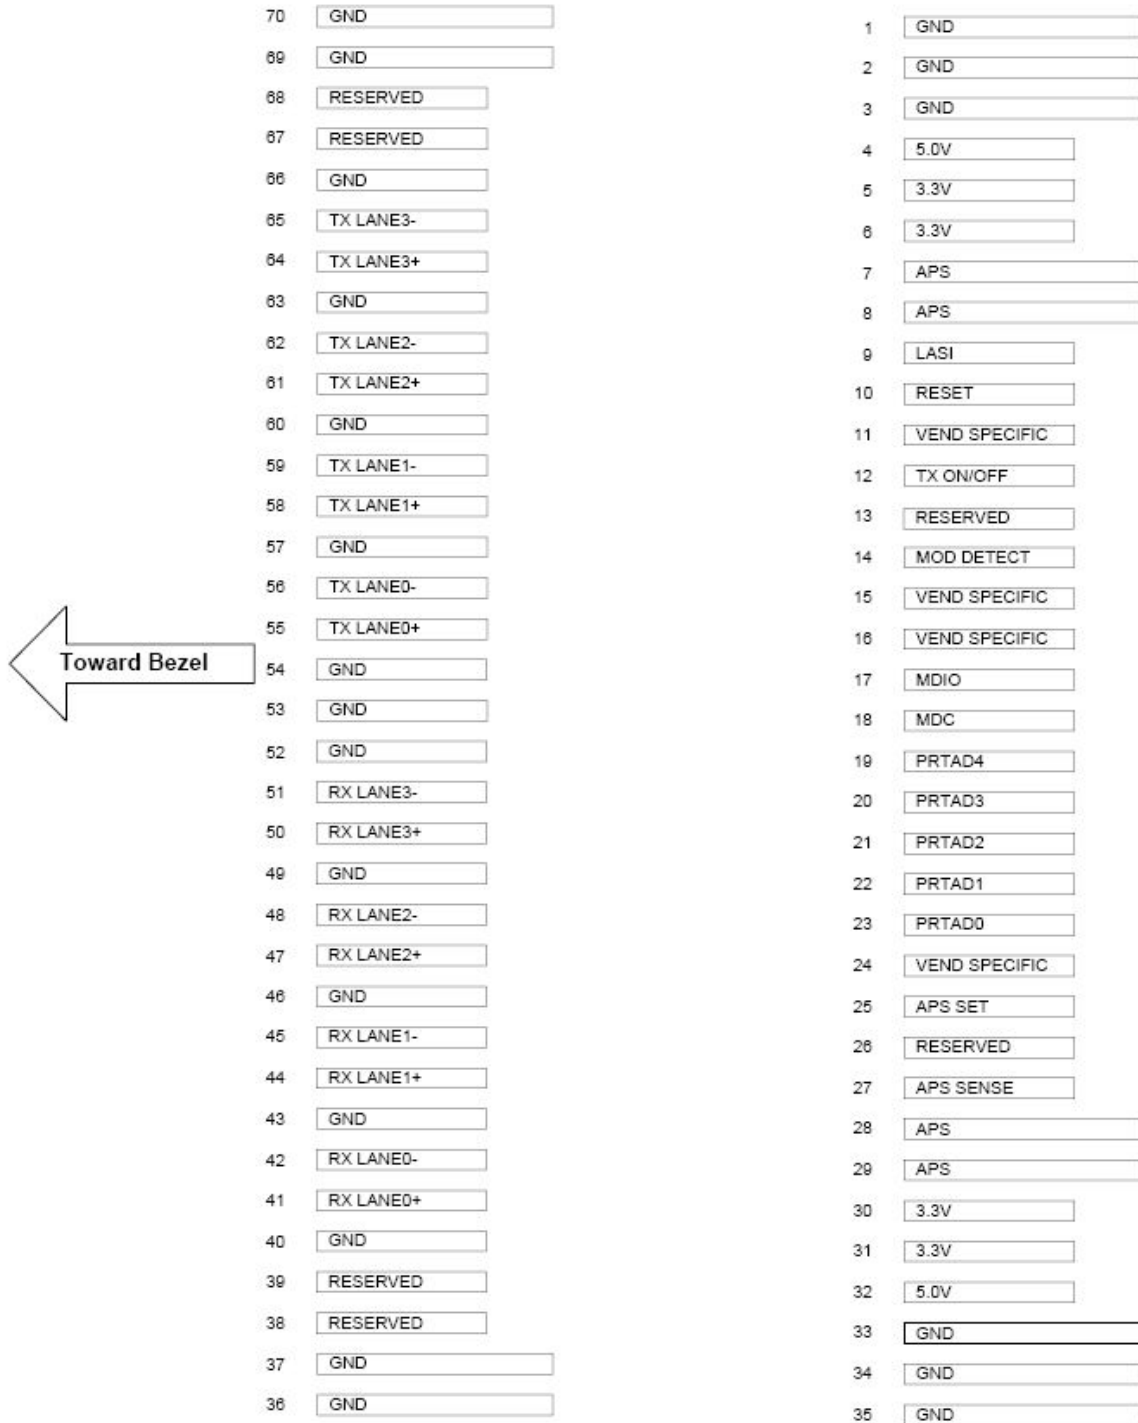 70 GND
69 GND
68 RESERVED
67 RESERVED
66 GND
65 TX LANE3-
64 TX LANE3+
63 GND
62 TX LANE2-
61 TX LANE2+
60 GND
59 TX LANE1-
58 TX LANE1+
57 GND
56 TX LANE0-
55 TX LANE0+
Toward Bezel
54 GND
53 GND
52 GND
51 RX LANE3-
50 RX LANE3+
49 GND
48 RX LANE2-
47 RX LANE2+
46 GND
45 RX LANE1-
44 RX LANE1+
43 GND
42 RX LANE0-
41 RX LANE0+
40 GND
39 RESERVED
38 RESERVED
37 GND
36 GND
1 GND
2 GND
3 GND
4 5.0V
5 3.3V
6 3.3V
7 APS
8 APS
9 LASI
10 RESET
11 VEND SPECIFIC
12 TX ON/OFF
13 RESERVED
14 MOD DETECT
15 VEND SPECIFIC
16 VEND SPECIFIC
17 MDIO
18 MDC
19 PRTAD4
20 PRTAD3
21 PRTAD2
22 PRTAD1
23 PRTAD0
24 VEND SPECIFIC
25 APS SET
26 RESERVED
27 APS SENSE
28 APS
29 APS
30 3.3V
31 3.3V
32 5.0V
33 GND
34 GND
35 GND